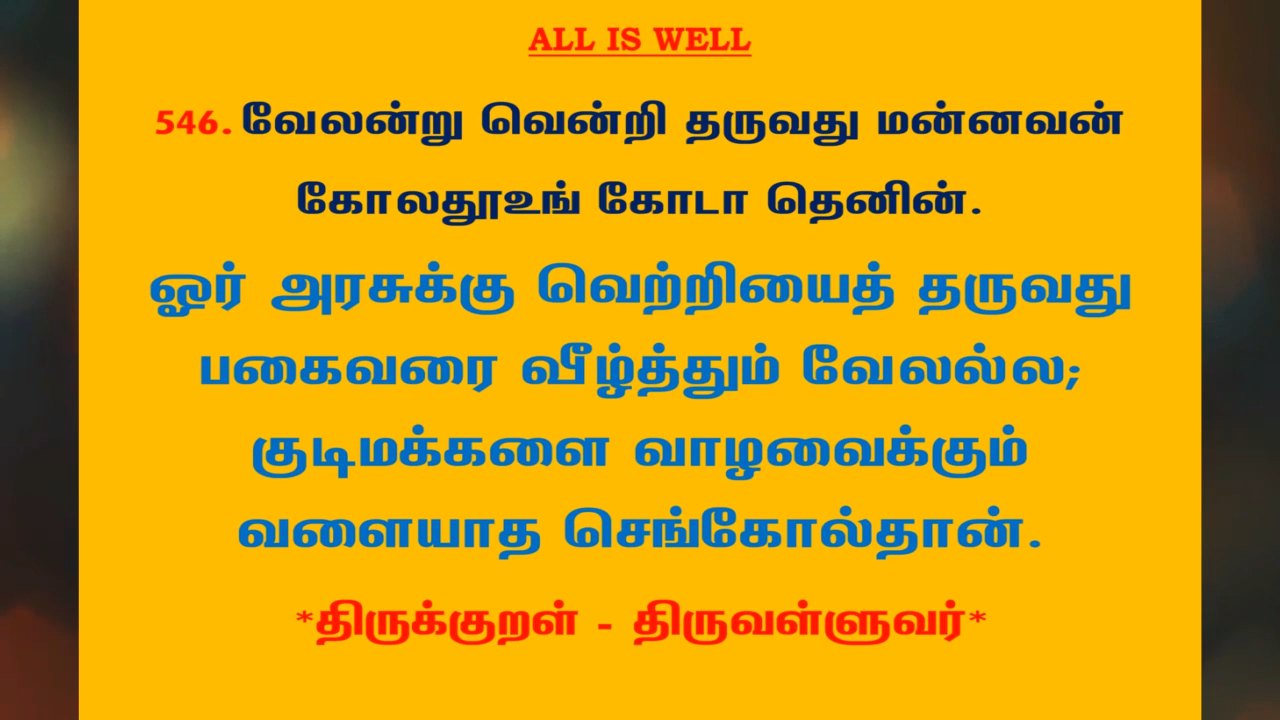 ALL IS WELL
546. வேலன்று வென்றி தருவது மன்னவன்
கோலதூஉங் கோடா தெனின்.
ஓர் அரசுக்கு வெற்றியைத் தருவது
பகைவரை வீழ்த்தும் வேலல்ல;
குடிமக்களை வாழவைக்கும்
வளையாத செங்கோல்தான்.
*திருக்குறள் - திருவள்ளுவர்*